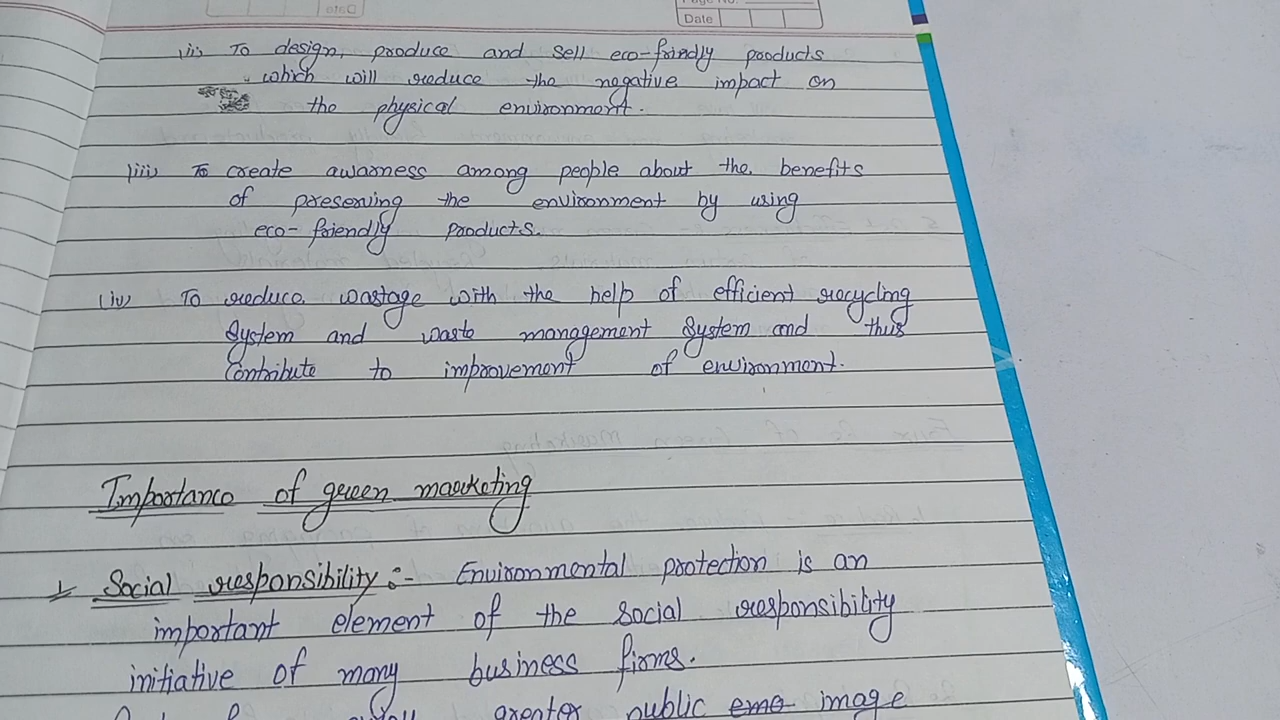 Page No.
Date
(ii) To design, produce and sell eco-friendly products
which will reduce the negative impact on
the physical environment.
(iii) To create awarness among people about the benefits
of preserving the environment by using
eco-friendly products.
(iv) To reduce wastage with the help of efficient recycling
System and waste management System and thus
Contribute to improvement of environment.
Importance of green marketing
1. Social responsibility :- Environmental protection is an
important element of the social responsibility
initiative of many business firms.
greater public image